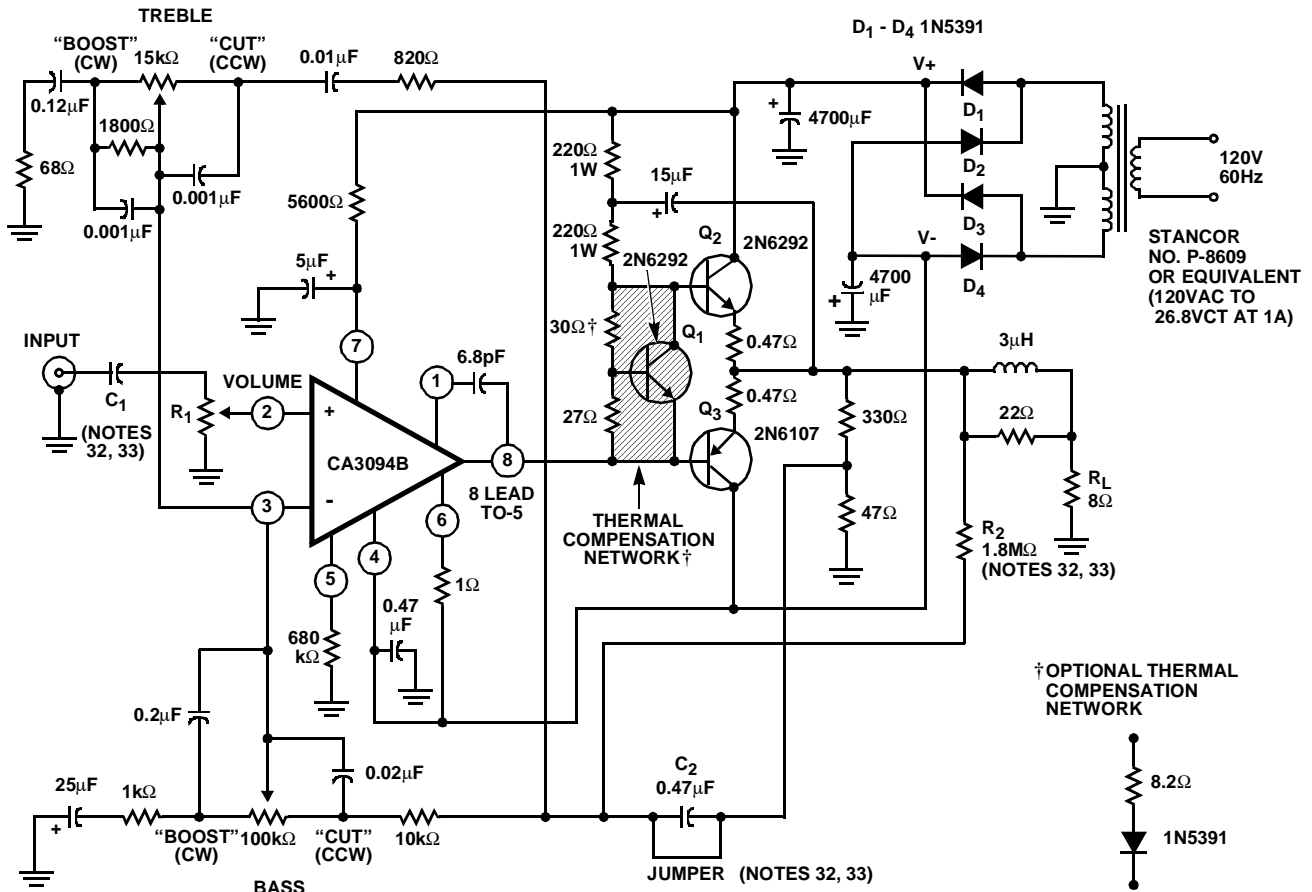 TREBLE
"BOOST"
(CW)
15kΩ
"CUT"
(CCW)
0.01μF
820Ω
0.12μF
1800Ω
68Ω
0.001μF
0.001μF
5600Ω
5μF
+
220Ω
1W
15μF
+
220Ω
1W
2N6292
Q2
2N6292
30Ω†
Q1
27Ω
0.47Ω
0.47Ω
Q3
2N6107
THERMAL
COMPENSATION
NETWORK†
D1 - D4 1N5391
V+
+
4700μF
D1
D2
D3
V-
D4
4700
μF
+
120V
60Hz
STANCOR
NO. P-8609
OR EQUIVALENT
(120VAC TO
26.8VCT AT 1A)
INPUT
C1
(NOTES
32, 33)
VOLUME
R1
2
+
7
1
6.8pF
CA3094B
8
8 LEAD
TO-5
3
-
6
4
5
1Ω
0.47
μF
680
kΩ
330Ω
47Ω
3μH
22Ω
RL
8Ω
R2
1.8MΩ
(NOTES 32, 33)
0.2μF
0.02μF
25μF
+
1kΩ
"BOOST"
(CW)
100kΩ
"CUT"
(CCW)
10kΩ
BASS
C2
0.47μF
JUMPER (NOTES 32, 33)
†OPTIONAL THERMAL
COMPENSATION
NETWORK
8.2Ω
1N5391